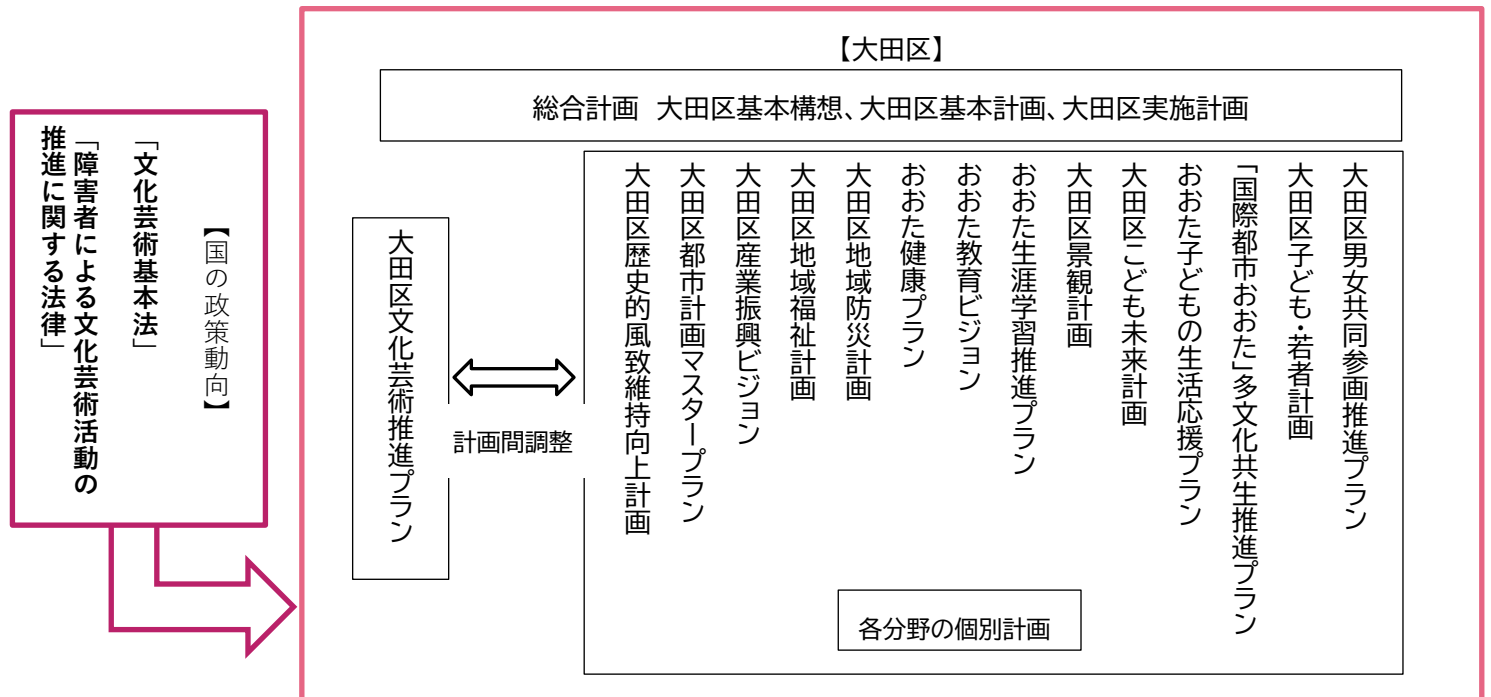 【国の政策動向】
「文化芸術基本法」
「障害者による文化芸術活動の
推進に関する法律」
【大田区】
総合計画 大田区基本構想、大田区基本計画、大田区実施計画
大田区文化芸術推進プラン
計画間調整
大田区男女共同参画推進プラン
大田区子ども・若者計画
「国際都市おおた」多文化共生推進プラン
おおた子どもの生活応援プラン
大田区こども未来計画
大田区景観計画
おおた生涯学習推進プラン
おおた教育ビジョン
おおた健康プラン
大田区地域防災計画
大田区地域福祉計画
大田区産業振興ビジョン
大田区都市計画マスタープラン
大田区歴史的風致維持向上計画
各分野の個別計画